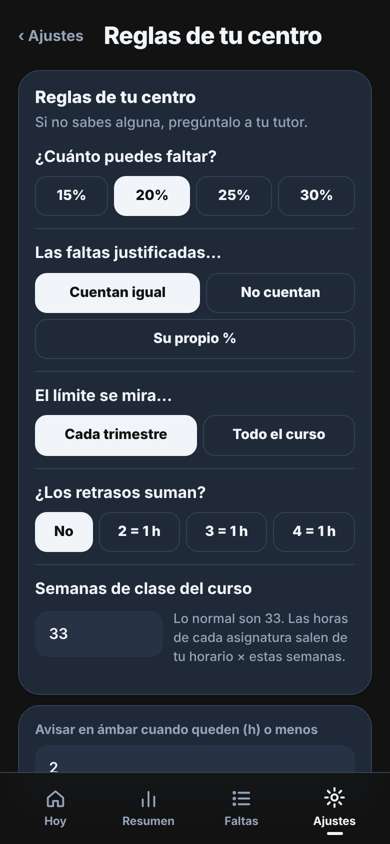 ‹ Ajustes Reglas de tu centro
Reglas de tu centro
Si no sabes alguna, pregúntalo a tu tutor.
¿Cuánto puedes faltar?
15% 20% 25% 30%
Las faltas justificadas...
Cuentan igual No cuentan
Su propio %
El límite se mira...
Cada trimestre Todo el curso
¿Los retrasos suman?
No 2 = 1 h 3 = 1 h 4 = 1 h
Semanas de clase del curso
33
Lo normal son 33. Las horas
de cada asignatura salen de
tu horario × estas semanas.
Avisar en ámbar cuando queden (h) o menos
2
Hoy Resumen Faltas Ajustes